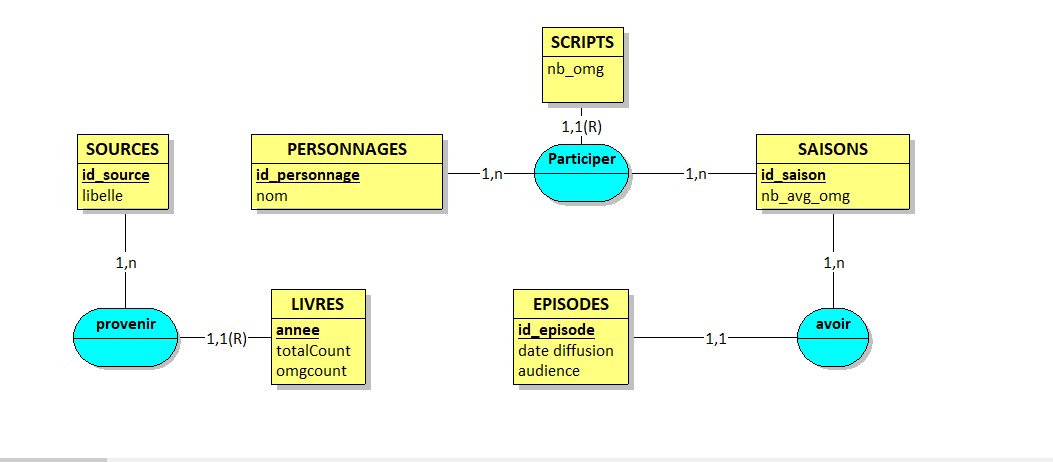 SCRIPTS
nb_omg
1,1(R)
SOURCES
id_source
libelle
PERSONNAGES
id_personnage
nom
1,n
Participer
1,n
SAISONS
id_saison
nb_avg_omg
1,n
1,n
provenir
1,1(R)
LIVRES
annee
totalCount
omgcount
EPISODES
id_episode
date diffusion
audience
1,1
avoir